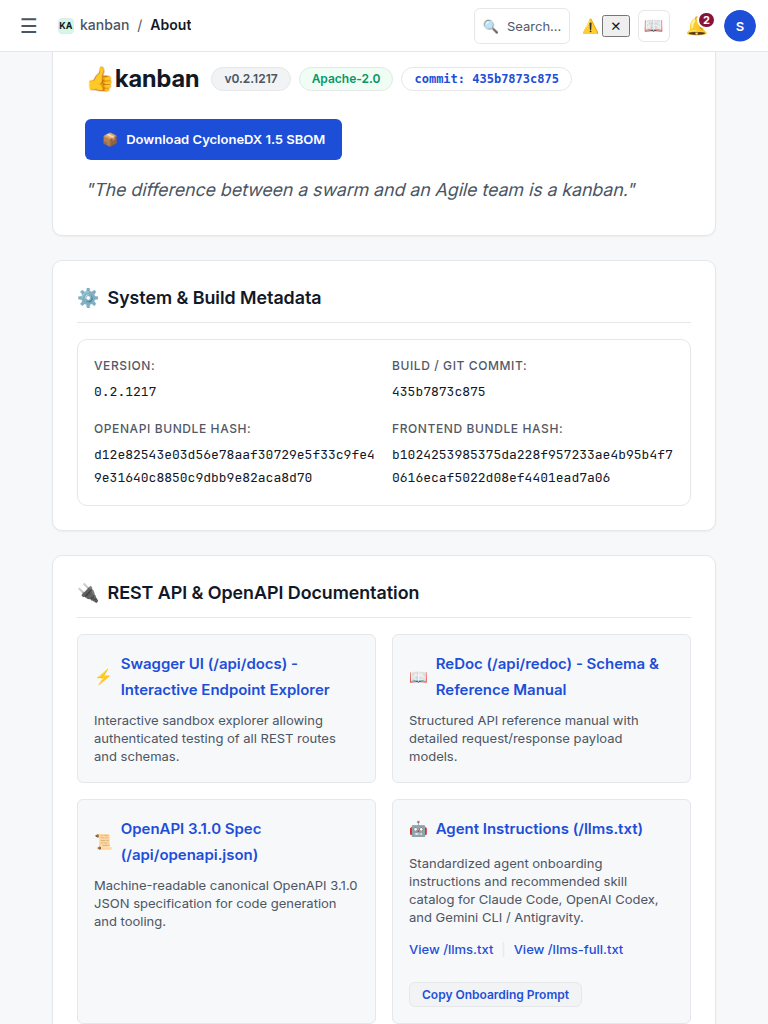 KA kanban / About
Search...
2
S
kanban v0.2.1217 Apache-2.0 commit: 435b7873c875
Download CycloneDX 1.5 SBOM
"The difference between a swarm and an Agile team is a kanban."
System & Build Metadata
VERSION:
0.2.1217
BUILD / GIT COMMIT:
435b7873c875
OPENAPI BUNDLE HASH:
d12e82543e03d56e78aaf30729e5f33c9fe4
9e31640c8850c9dbb9e82aca8d70
FRONTEND BUNDLE HASH:
b1024253985375da228f957233ae4b95b4f7
0616ecaf5022d08ef4401ead7a06
REST API & OpenAPI Documentation
Swagger UI (/api/docs) -
Interactive Endpoint Explorer
Interactive sandbox explorer allowing
authenticated testing of all REST routes
and schemas.
ReDoc (/api/redoc) - Schema &
Reference Manual
Structured API reference manual with
detailed request/response payload
models.
OpenAPI 3.1.0 Spec
(/api/openapi.json)
Machine-readable canonical OpenAPI 3.1.0
JSON specification for code generation
and tooling.
Agent Instructions (/llms.txt)
Standardized agent onboarding
instructions and recommended skill
catalog for Claude Code, OpenAI Codex,
and Gemini CLI / Antigravity.
View /llms.txt | View /llms-full.txt
Copy Onboarding Prompt